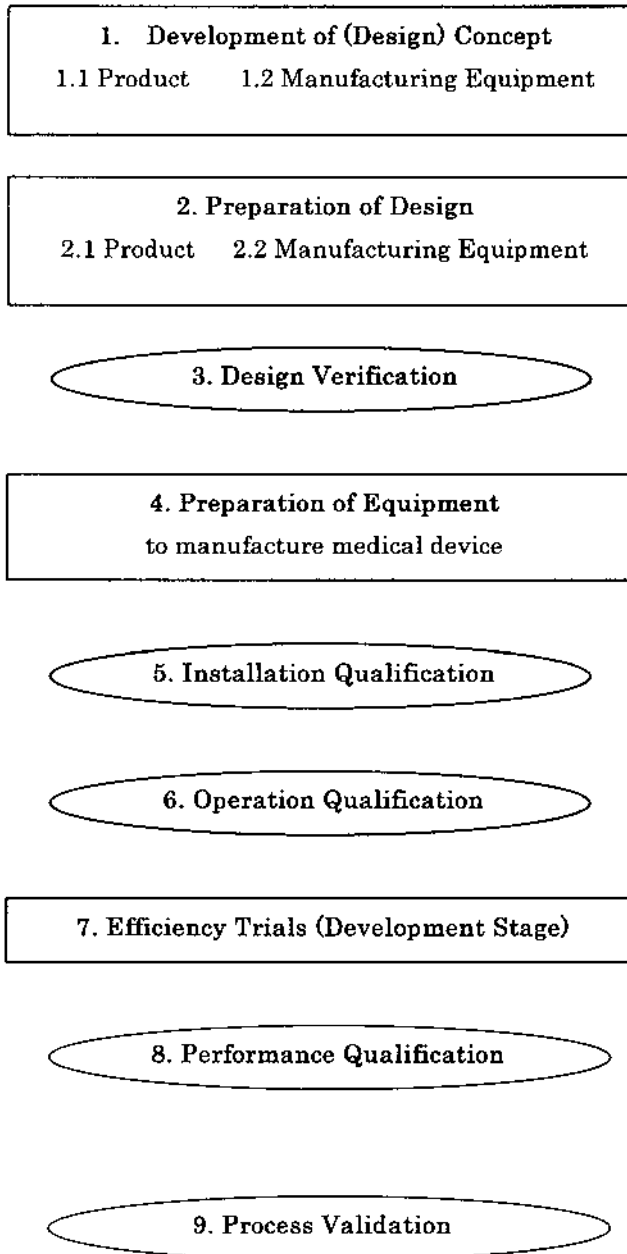 1. Development of (Design) Concept
1.1 Product 1.2 Manufacturing Equipment
2. Preparation of Design
2.1 Product 2.2 Manufacturing Equipment
3. Design Verification
4. Preparation of Equipment
to manufacture medical device
5. Installation Qualification
6. Operation Qualification
7. Efficiency Trials (Development Stage)
8. Performance Qualification
9. Process Validation